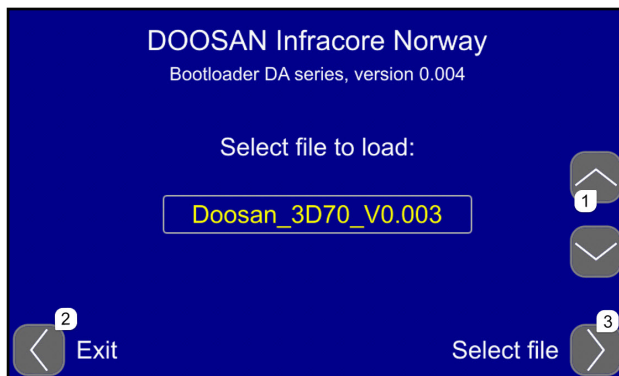 DOOSAN Infracore Norway
Bootloader DA series, version 0.004
Select file to load:
1
Doosan_3D70_V0.003
2
3
Exit
Select file